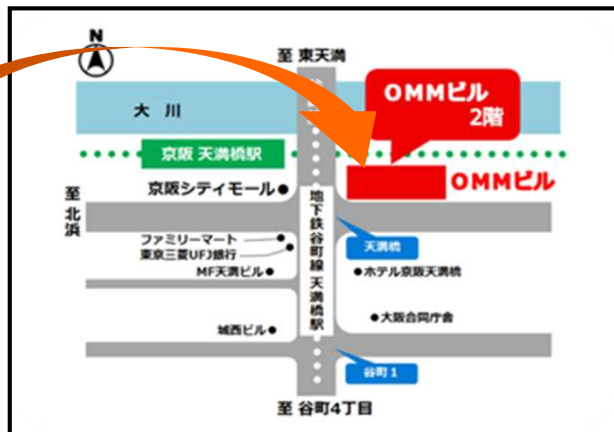 N
至 東天満
OMMビル
2階
大 川
京阪 天満橋駅
OMMビル
至 北浜
京阪シティモール
地下鉄谷町線 天満橋駅
ファミリーマート
東京三菱UFJ銀行
天満橋
MF天満ビル
ホテル京阪天満橋
大阪合同庁舎
城西ビル
谷町1
至 谷町4丁目